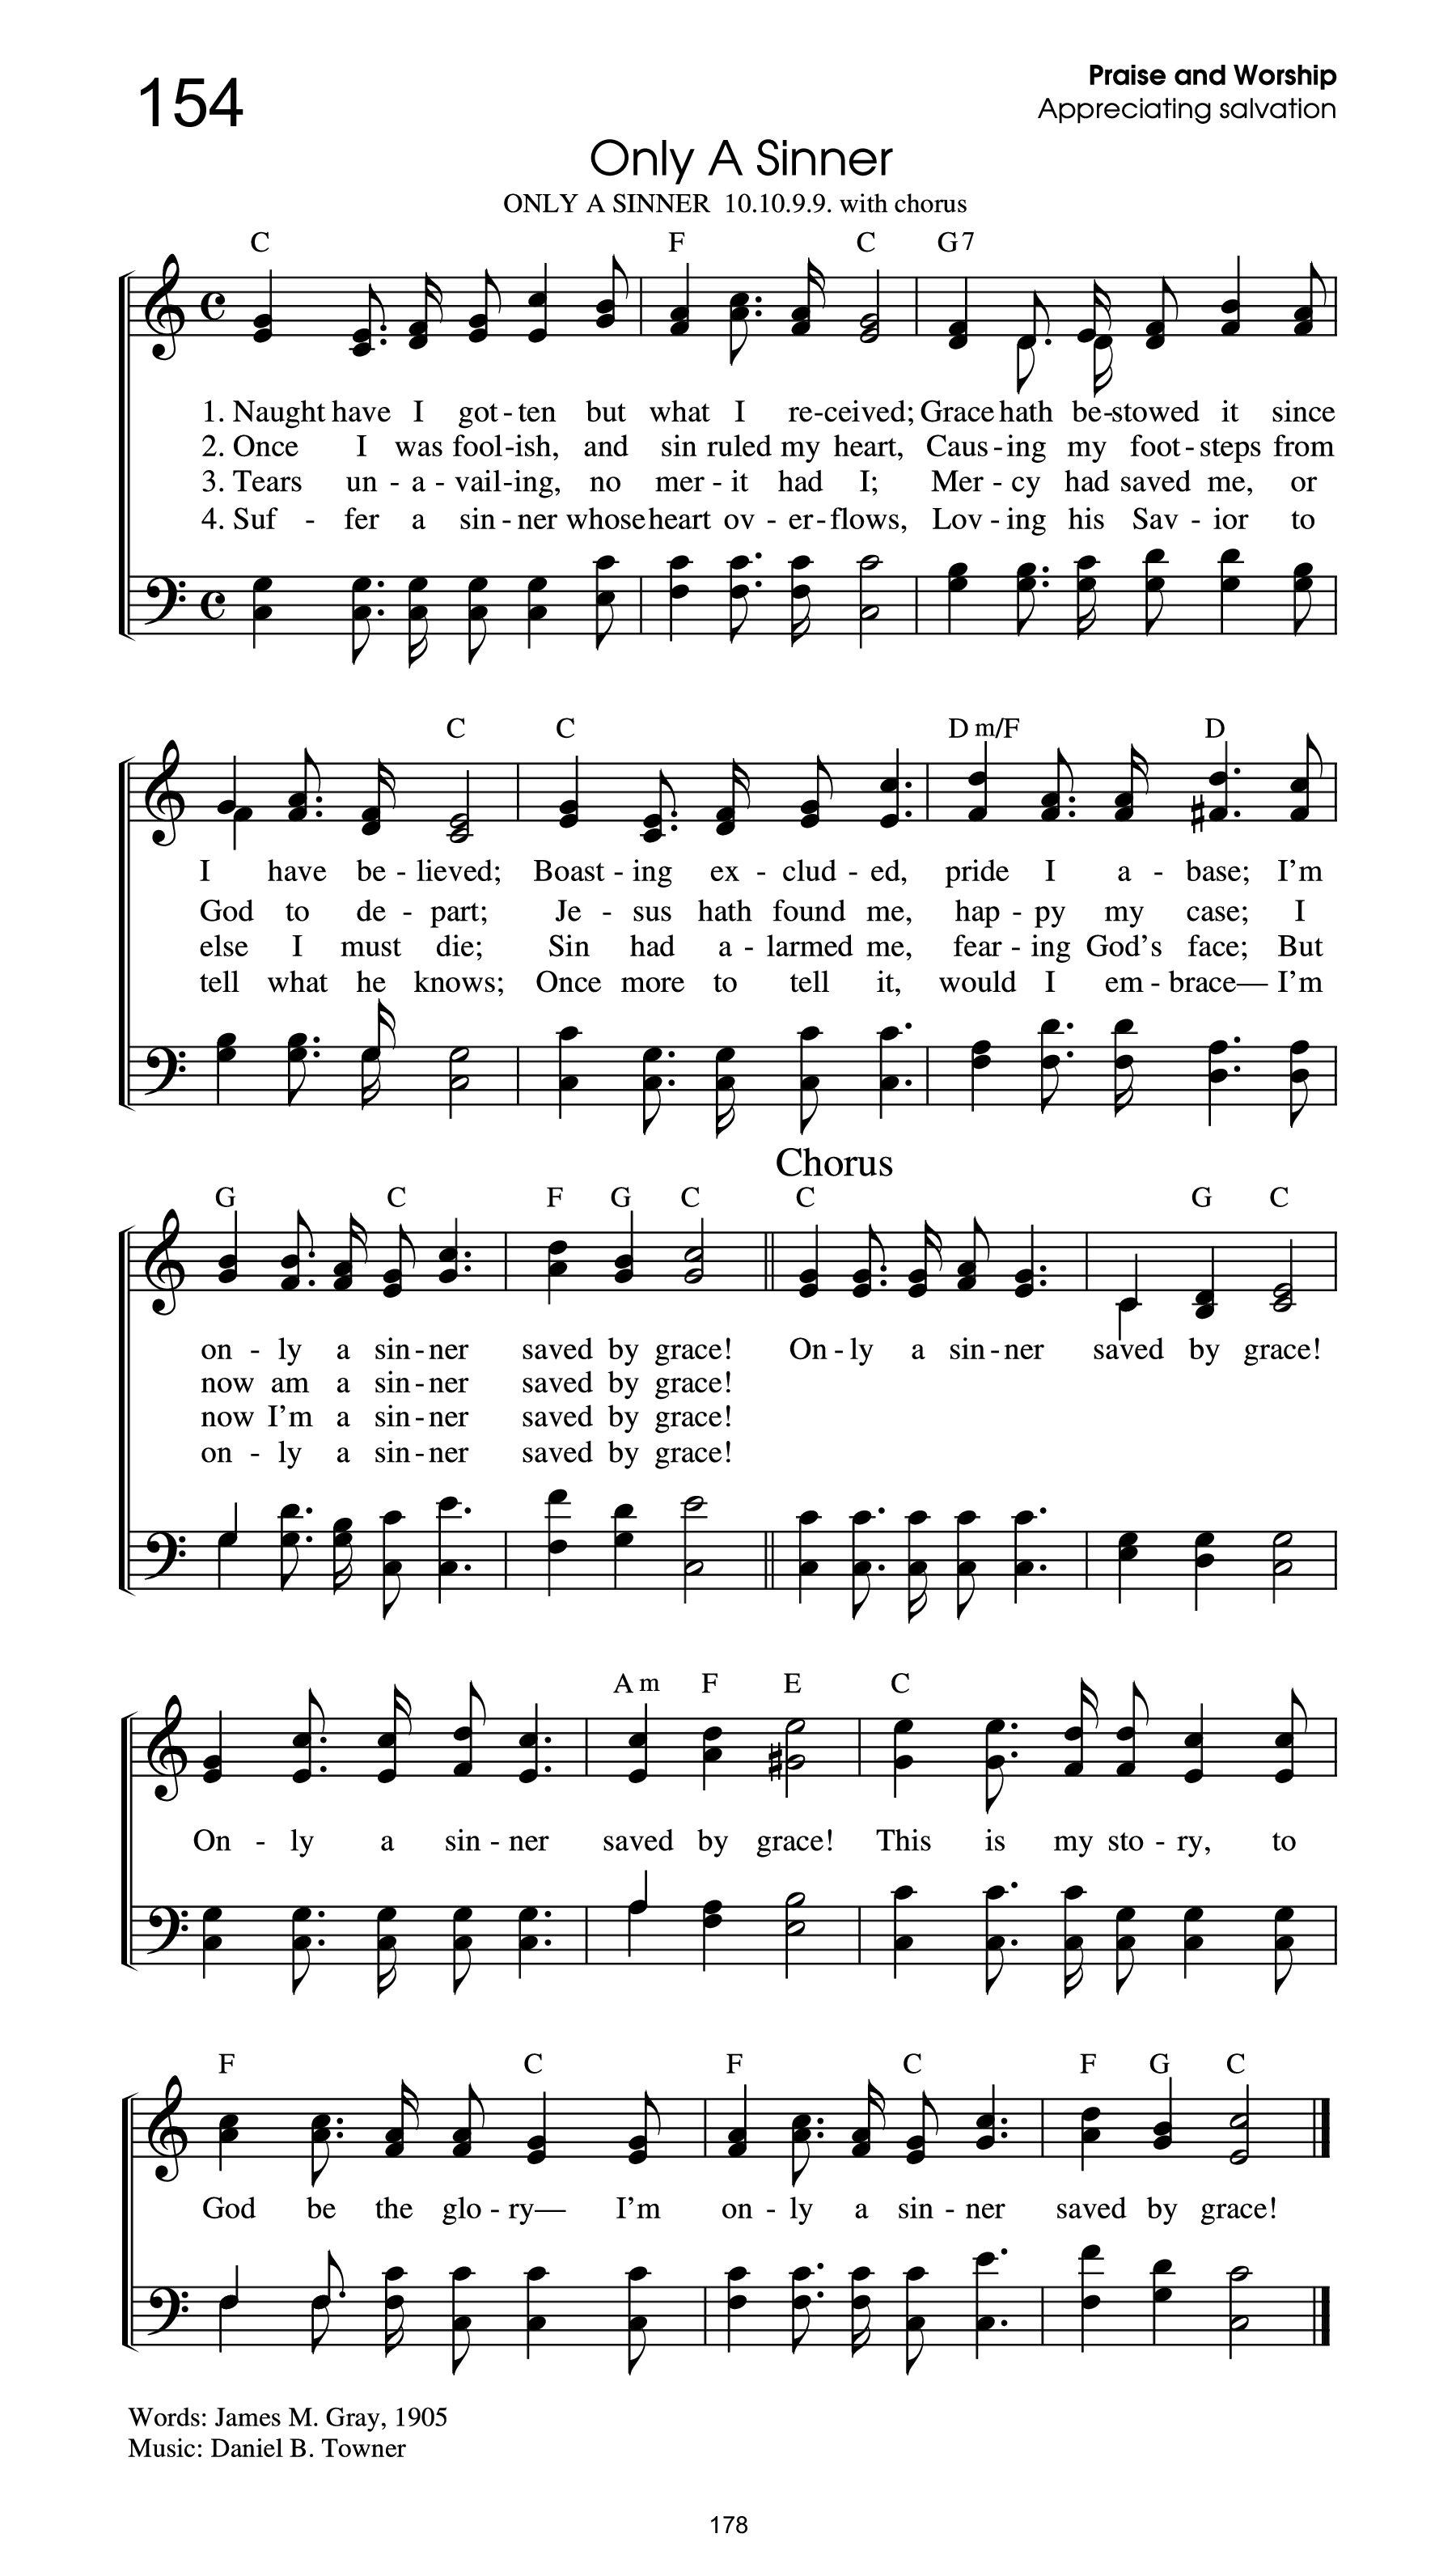 154
Praise and Worship
Appreciating salvation
Only A Sinner
ONLY A SINNER 10.10.9.9. with chorus
C F C G7
1. Naught have I got - ten but what I re-ceived; Grace hath be-stowed it since
2. Once I was fool-ish, and sin ruled my heart, Caus-ing my foot-steps from
3. Tears un - a - vail-ing, no mer - it had I; Mer - cy had saved me, or
4. Suf - fer a sin - ner whose heart ov - er-flows, Lov - ing his Sav - ior to
C C D m/F D
I have be - lieved; Boast - ing ex - clud - ed, pride I a - base; I’m
God to de - part; Je - sus hath found me, hap - py my case; I
else I must die; Sin had a - larmed me, fear - ing God’s face; But
tell what he knows; Once more to tell it, would I em - brace— I’m
Chorus
G C F G C C G C
on - ly a sin - ner saved by grace! On - ly a sin - ner saved by grace!
now am a sin - ner saved by grace!
now I’m a sin - ner saved by grace!
on - ly a sin - ner saved by grace!
A m F E C
On - ly a sin - ner saved by grace! This is my sto - ry, to
F C F C F G C
God be the glo - ry— I’m on - ly a sin - ner saved by grace!
Words: James M. Gray, 1905
Music: Daniel B. Towner
178